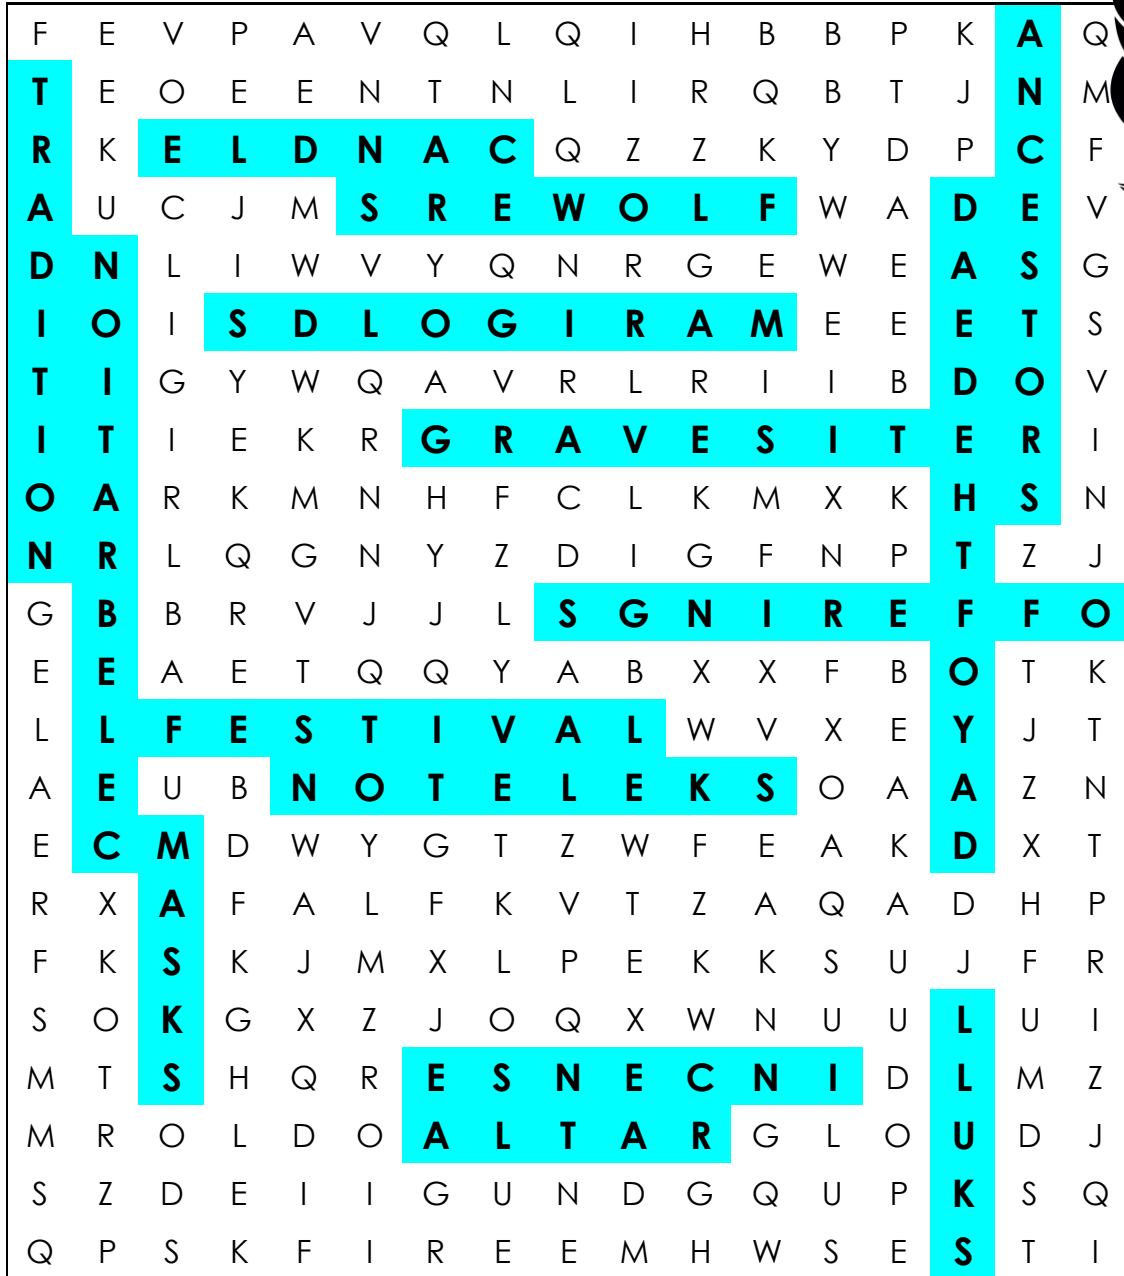 F E V P A V Q L Q I H B B P K A Q
T E O E E N T N L I R Q B T J N M
R K E L D N A C Q Z Z K Y D P C F
A U C J M S R E W O L F W A D E V
D N L I W V Y Q N R G E W E A S G
I O I S D L O G I R A M E E E T S
T I G Y W Q A V R L R I I B D O V
I T I E K R G R A V E S I T E R I
O A R K M N H F C L K M X K H S N
N R L Q G N Y Z D I G F N P T Z J
G B B R V J J L S G N I R E F F O
E E A E T Q Q Y A B X X F B O T K
L L F E S T I V A L W V X E Y J T
A E U B N O T E L E K S O A A Z N
E C M D W Y G T Z W F E A K D X T
R X A F A L F K V T Z A Q A D H P
F K S K J M X L P E K K S U J F R
S O K G X Z J O Q X W N U U L U I
M T S H Q R E S N E C N I D L M Z
M R O L D O A L T A R G L O U D J
S Z D E I I G U N D G Q U P K S Q
Q P S K F I R E E M H W S E S T I